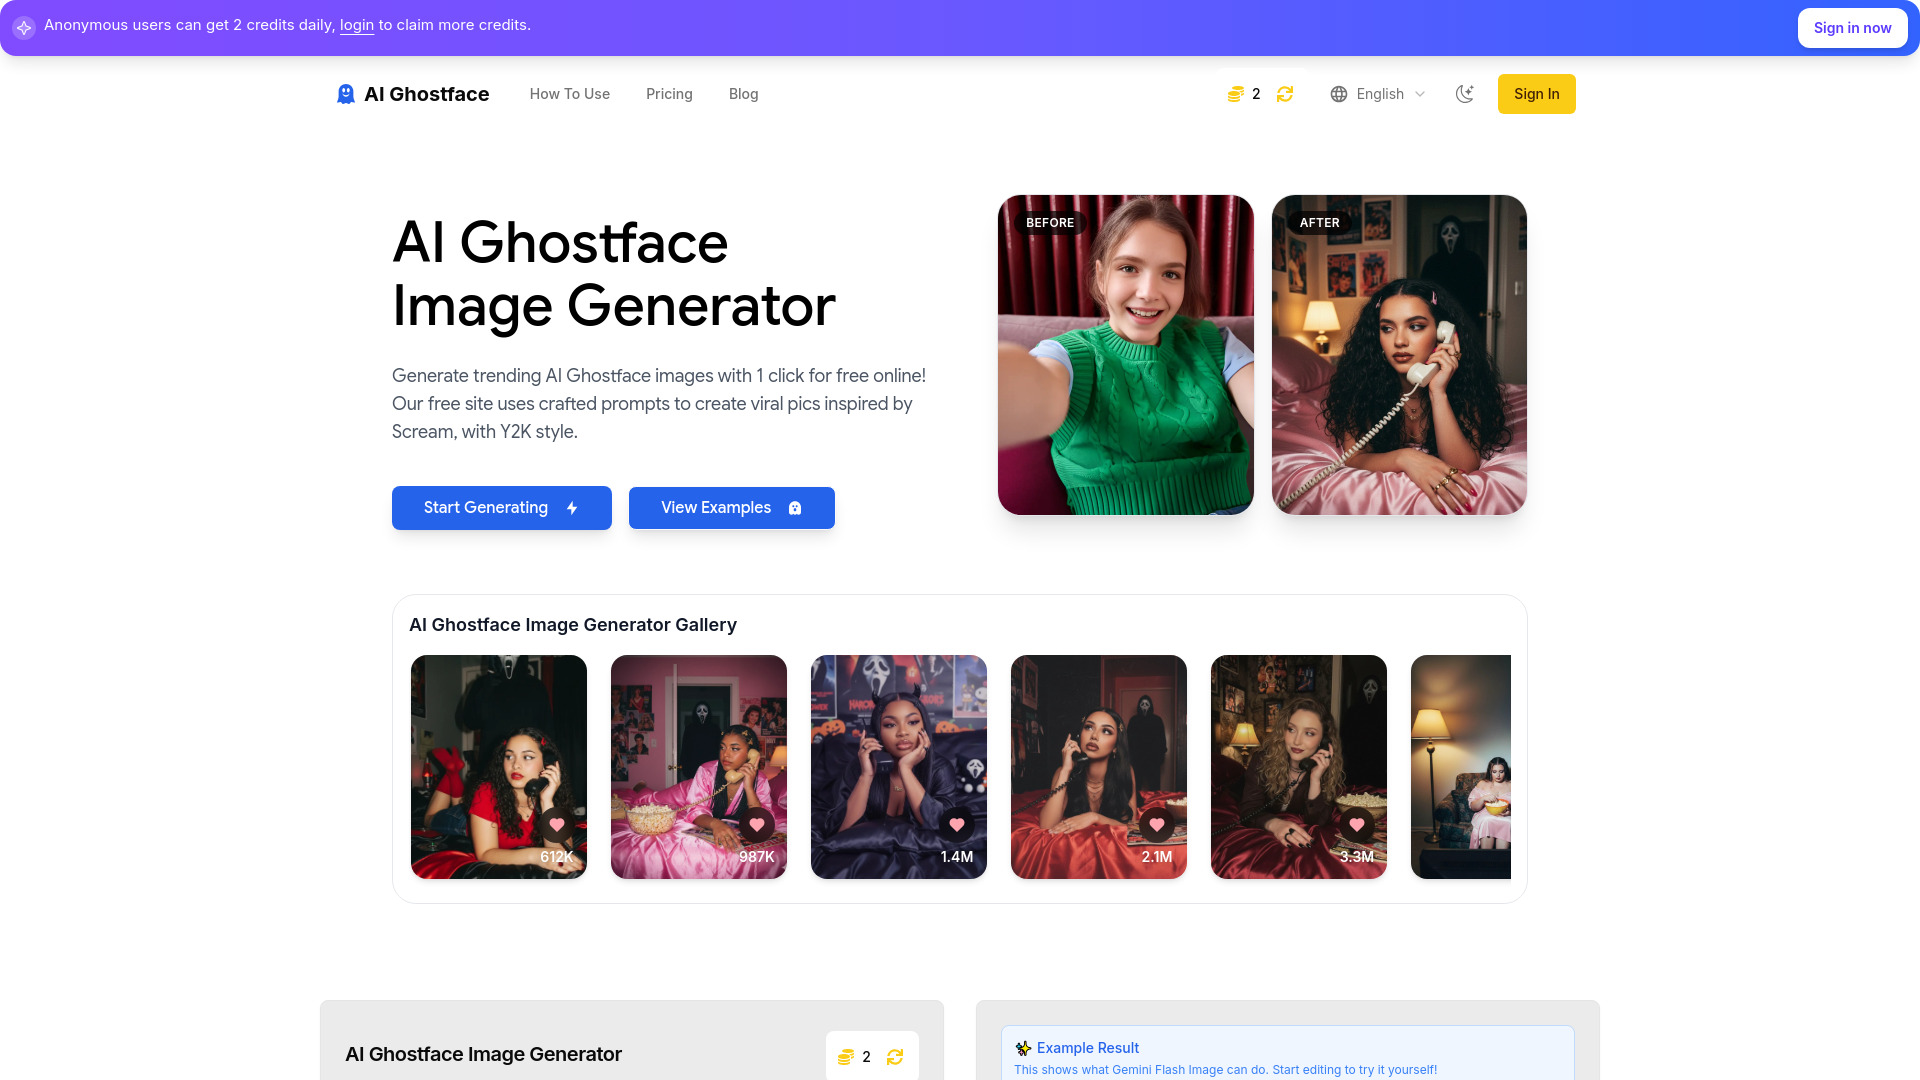 Anonymous users can get 2 credits daily, login to claim more credits.
Sign in now
AI Ghostface
How To Use
Pricing
Blog
2
English
Sign In
AI Ghostface
Image Generator
Generate trending AI Ghostface images with 1 click for free online!
Our free site uses crafted prompts to create viral pics inspired by
Scream, with Y2K style.
Start Generating
View Examples
BEFORE
AFTER
AI Ghostface Image Generator Gallery
612K
987K
1.4M
2.1M
3.3M
AI Ghostface Image Generator
2
Example Result
This shows what Gemini Flash Image can do. Start editing to try it yourself!